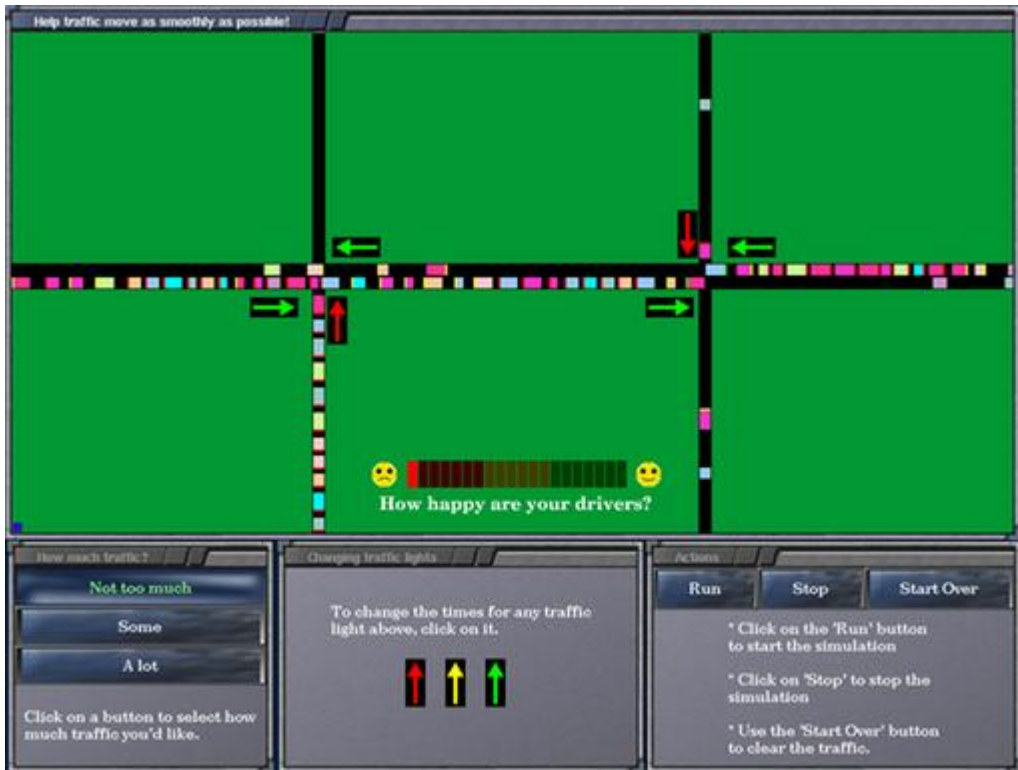 Help traffic move as smoothly as possible!
How happy are your drivers?
How much traffic?
Not too much
Some
A lot
Click on a button to select how
much traffic you'd like.
Changing traffic lights
To change the times for any traffic
light above, click on it.
Actions
Run
Stop
Start Over
* Click on the 'Run' button
to start the simulation
* Click on 'Stop' to stop the
simulation
* Use the 'Start Over' button
to clear the traffic.